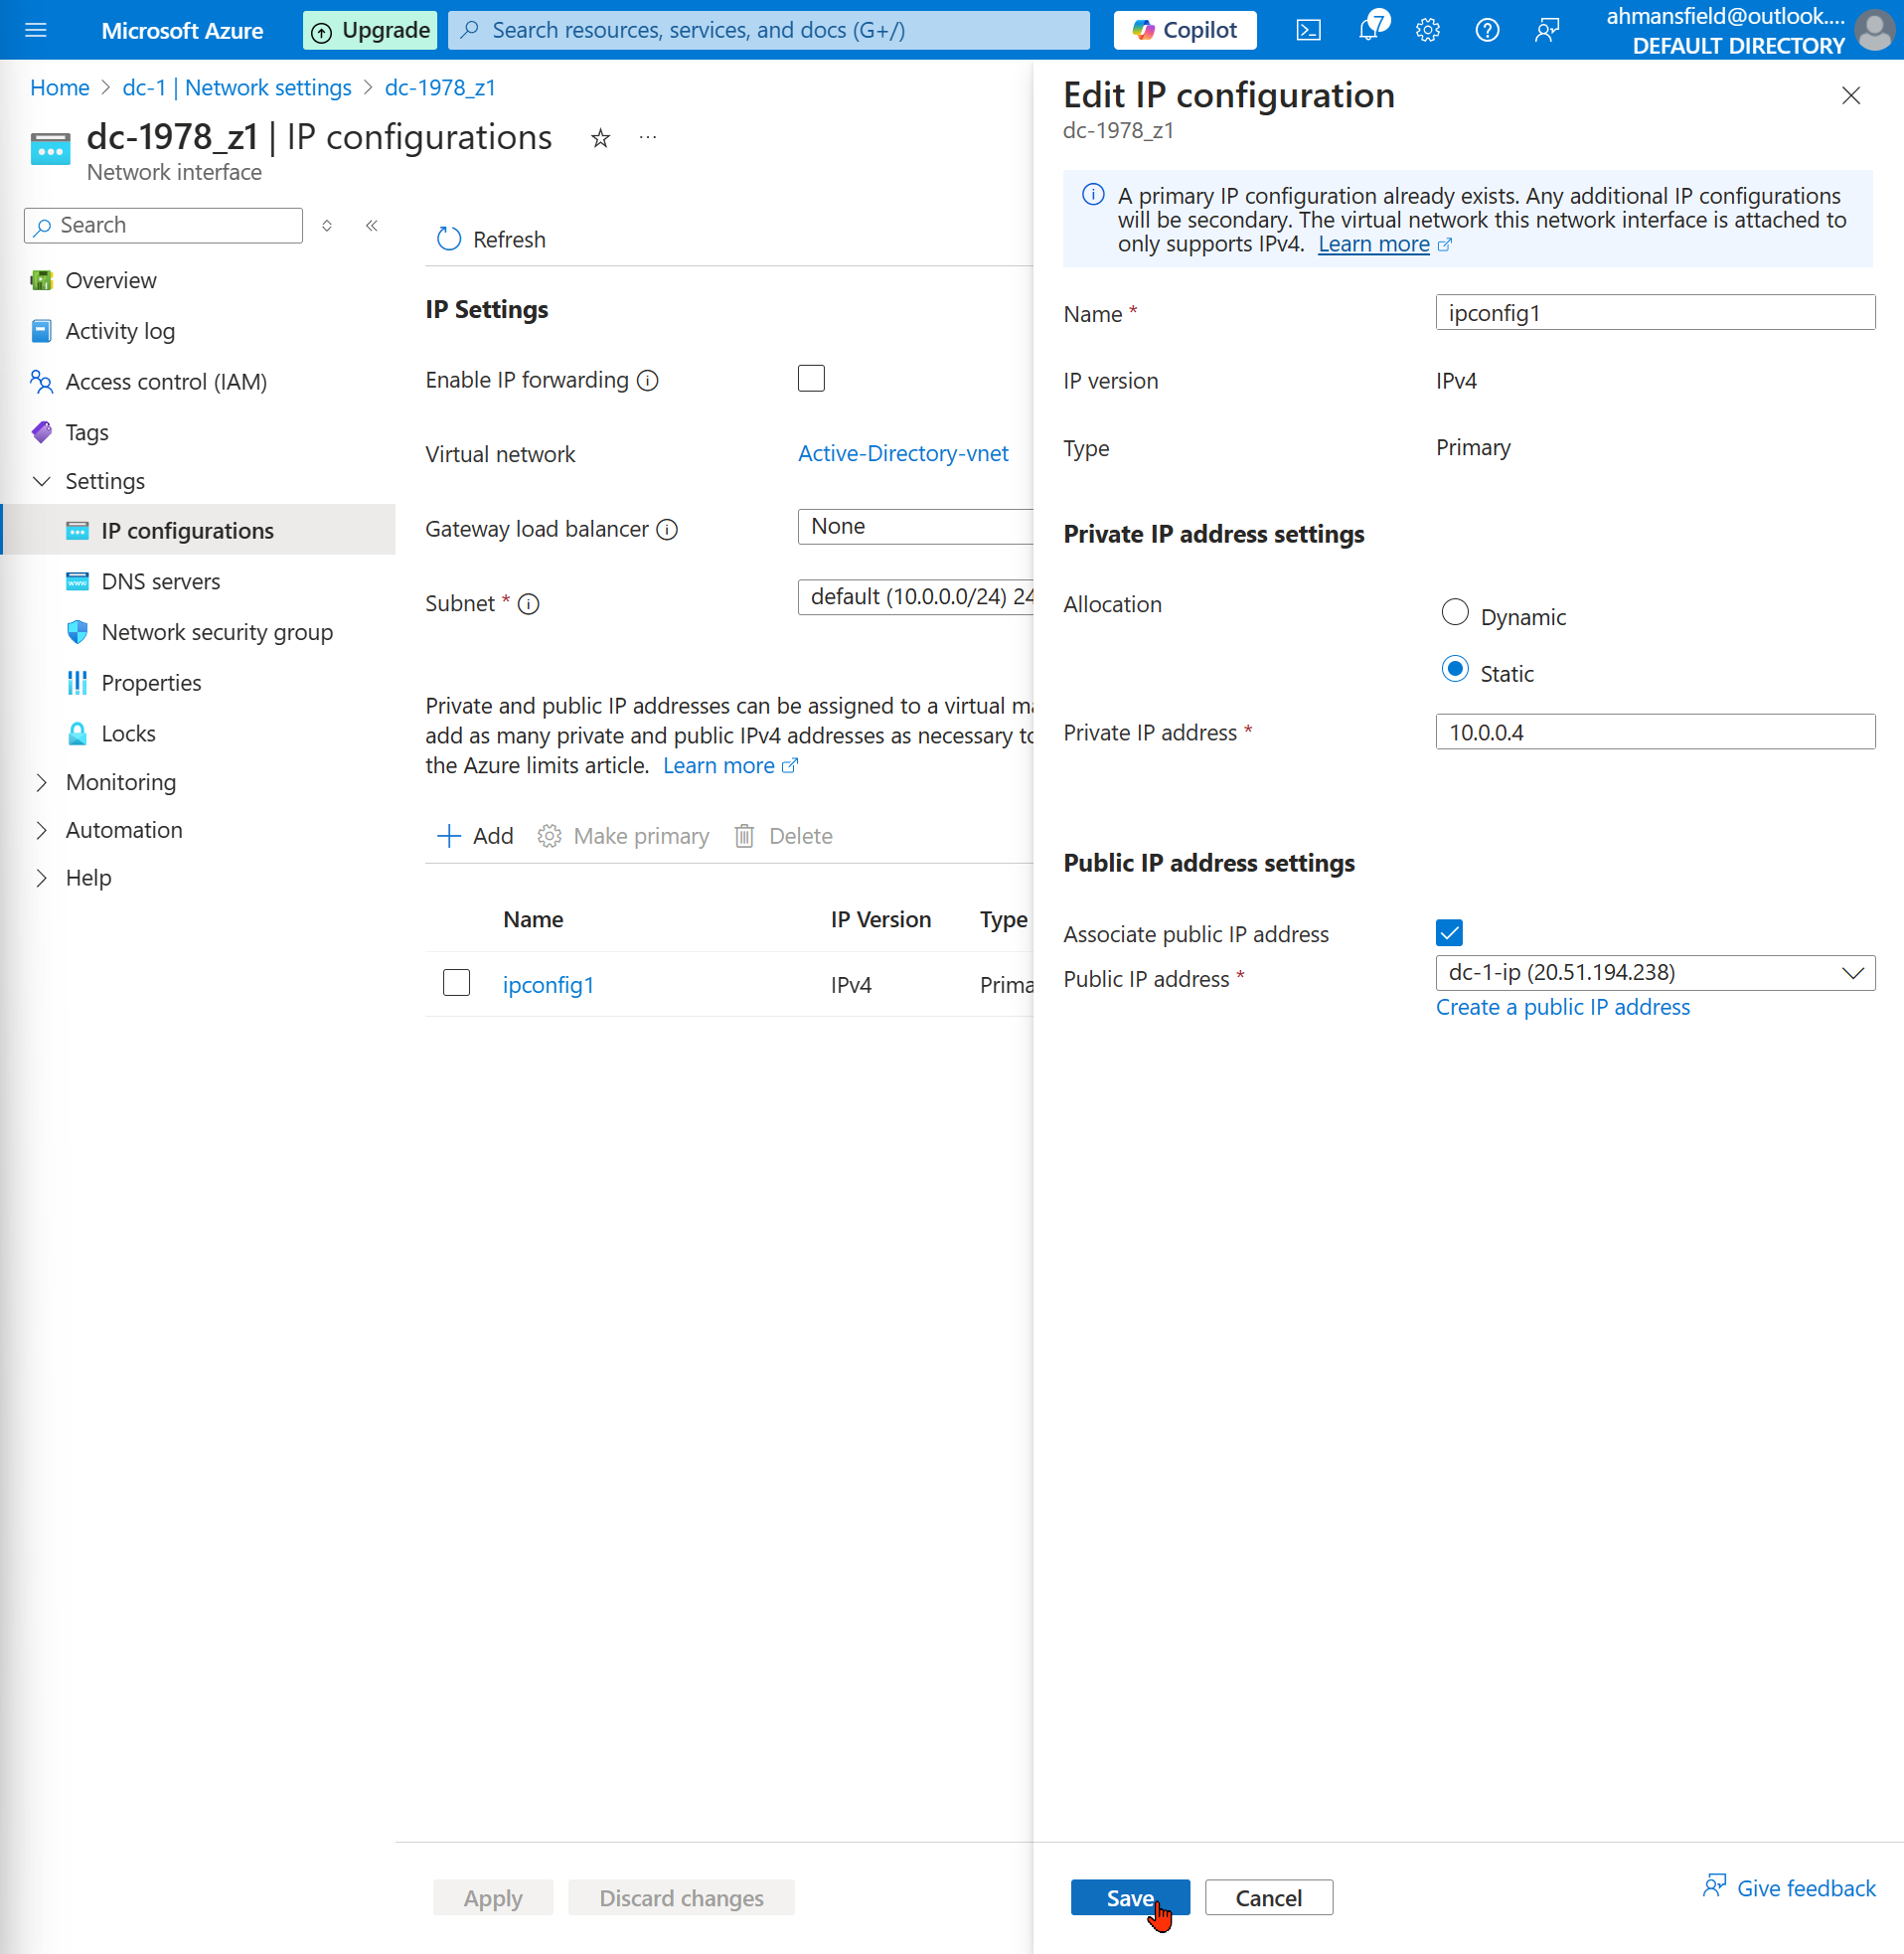 Microsoft Azure
Upgrade
Search resources, services, and docs (G+/)
Copilot
7
ahmansfield@outlook....
DEFAULT DIRECTORY
Home > dc-1 | Network settings > dc-1978_z1
dc-1978_z1 | IP configurations
Network interface
Search
Overview
Activity log
Access control (IAM)
Tags
Settings
IP configurations
DNS servers
Network security group
Properties
Locks
Monitoring
Automation
Help
Refresh
IP Settings
Enable IP forwarding
Virtual network
Active-Directory-vnet
Gateway load balancer
None
Subnet *
default (10.0.0.0/24) 24
Private and public IP addresses can be assigned to a virtual
add as many private and public IPv4 addresses as necessary
the Azure limits article. Learn more
Add
Make primary
Delete
Name
IP Version
Type
ipconfig1
IPv4
Prima
Apply
Discard changes
Edit IP configuration
dc-1978_z1
A primary IP configuration already exists. Any additional IP configurations
will be secondary. The virtual network this network interface is attached to
only supports IPv4. Learn more
Name *
ipconfig1
IP version
IPv4
Type
Primary
Private IP address settings
Allocation
Dynamic
Static
Private IP address *
10.0.0.4
Public IP address settings
Associate public IP address
Public IP address *
dc-1-ip (20.51.194.238)
Create a public IP address
Save
Cancel
Give feedback